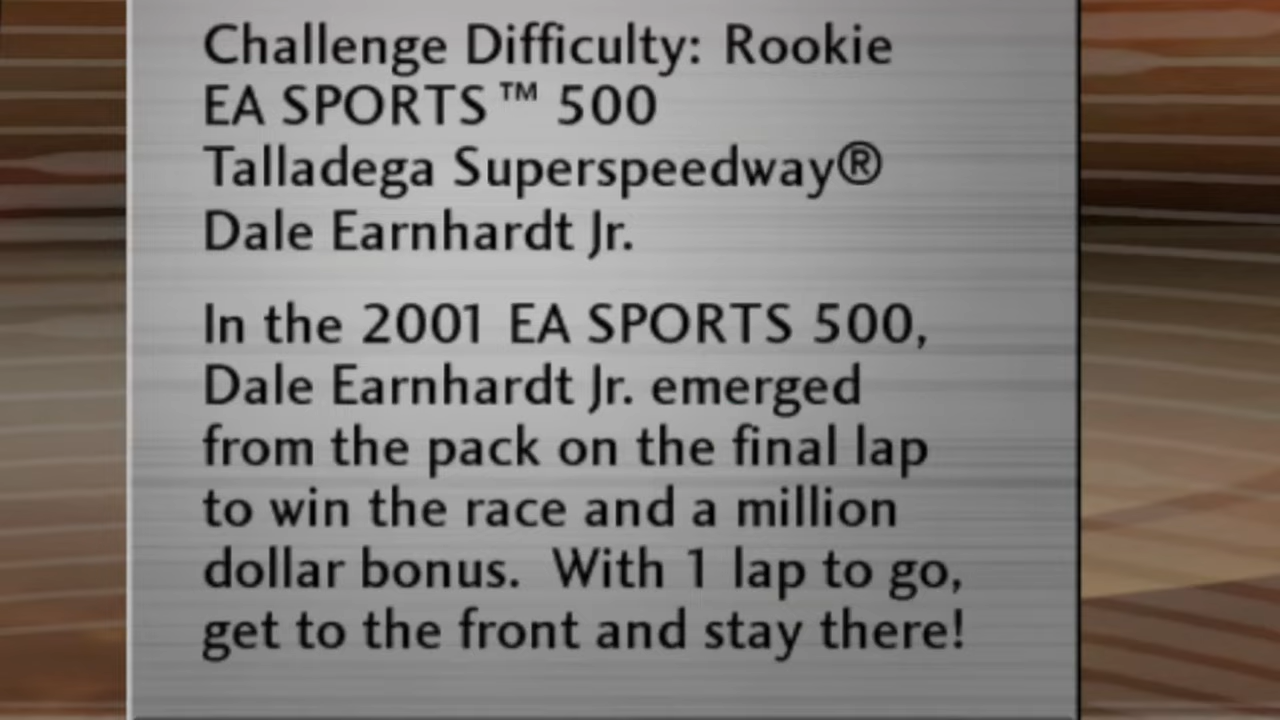 Challenge Difficulty: Rookie
EA SPORTS™ 500
Talladega Superspeedway®
Dale Earnhardt Jr.
In the 2001 EA SPORTS 500,
Dale Earnhardt Jr. emerged
from the pack on the final lap
to win the race and a million
dollar bonus.  With 1 lap to go,
get to the front and stay there!